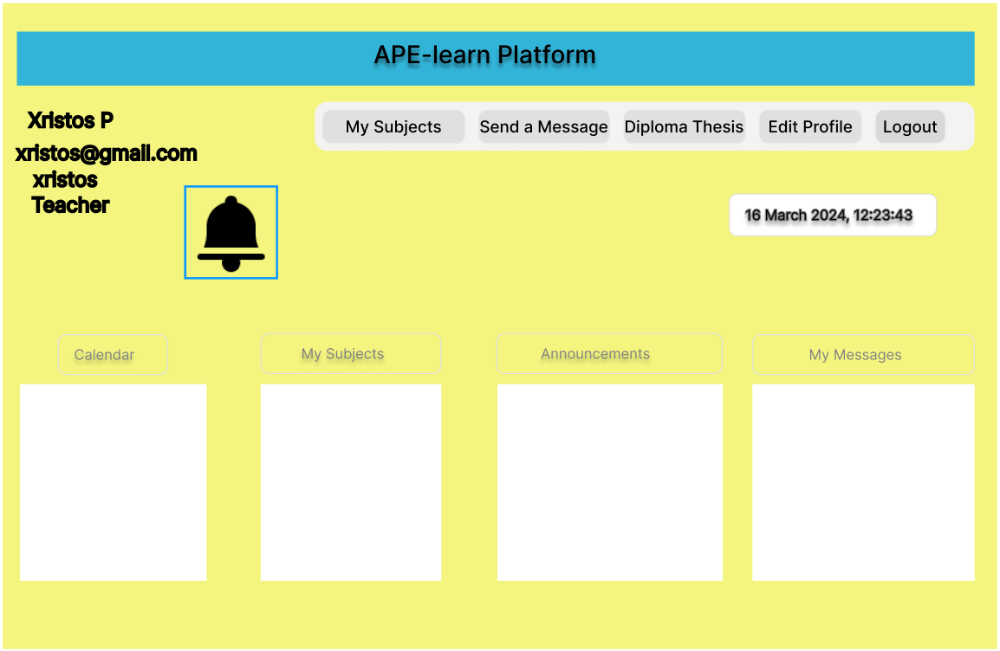 APE-learn Platform
Xristos P
My Subjects Send a Message Diploma Thesis Edit Profile Logout
xristos@gmail.com
xristos
Teacher
16 March 2024, 12:23:43
Calendar My Subjects Announcements My Messages